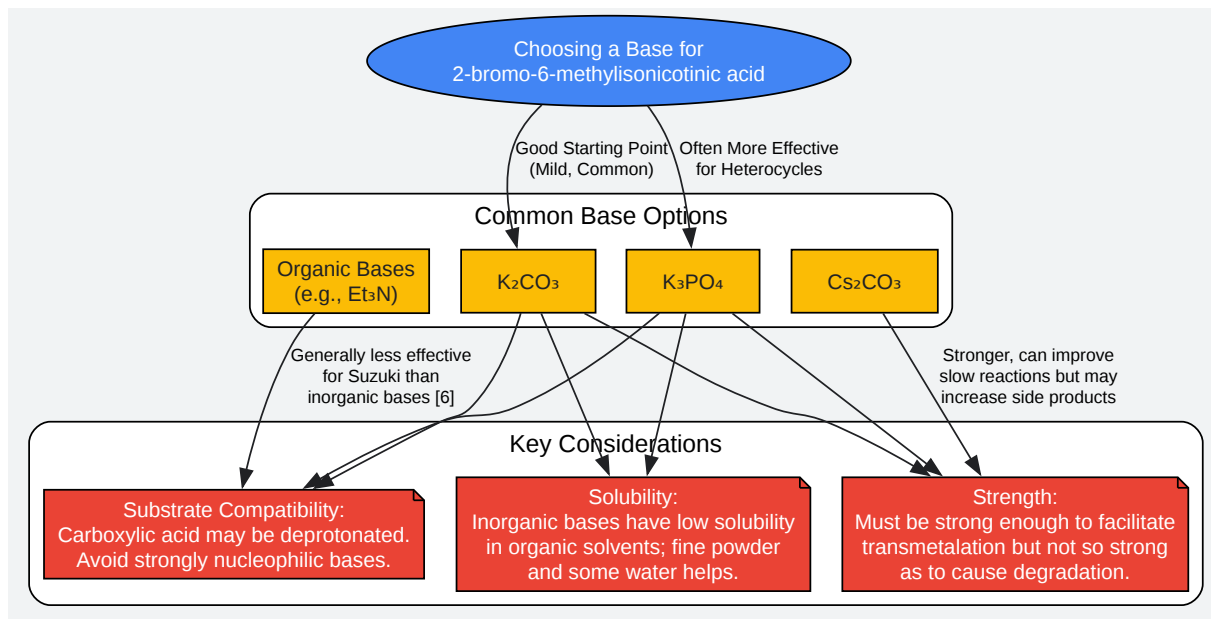 Choosing a Base for
2-bromo-6-methylisonicotinic acid
Good Starting Point
(Mild, Common)
Often More Effective
for Heterocycles
Common Base Options
Organic Bases
(e.g., Et₃N)
K₂CO₃
K₃PO₄
Cs₂CO₃
Generally less effective
for Suzuki than
inorganic bases [6]
Stronger, can improve
slow reactions but may
increase side products
Key Considerations
Substrate Compatibility:
Carboxylic acid may be deprotonated.
Avoid strongly nucleophilic bases.
Solubility:
Inorganic bases have low solubility
in organic solvents; fine powder
and some water helps.
Strength:
Must be strong enough to facilitate
transmetalation but not so strong
as to cause degradation.